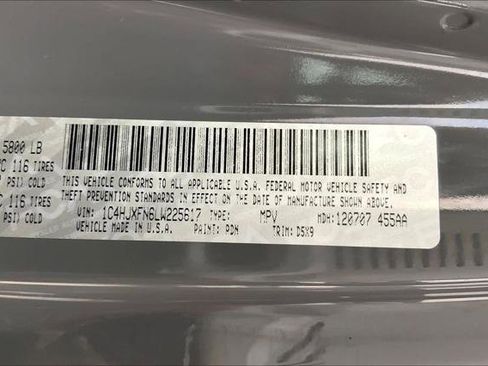 5800 LB
116 TIRES
PSI COLD
THIS VEHICLE CONFORMS TO ALL APPLICABLE U.S.A. FEDERAL MOTOR VEHICLE SAFETY AND
THEFT PREVENTION STANDARDS IN EFFECT ON THE DATE OF MANUFACTURE SHOWN ABOVE.
116 TIRES
PSI COLD
VIN: 1C4HJXFN6LW225617 TYPE: MPV MDH: 120707 455AA
VEHICLE MADE IN U.S.A. PAINT: PDN TRIM: D5X9